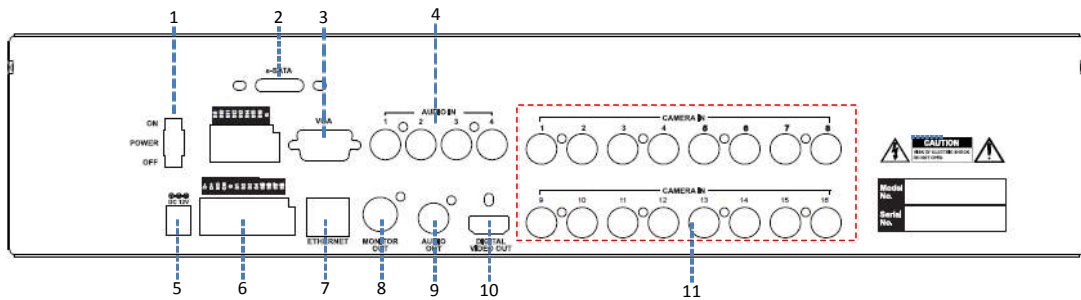 1 2 3 4
e-SATA
ON
POWER
OFF
VGA
AUDIO IN
1 2 3 4
CAMERA IN
1 2 3 4 5 6 7 8
CAUTION
DC 12V
ETHERNET
MONITOR OUT
AUDIO OUT
DIGITAL VIDEO OUT
CAMERA IN
9 10 11 12 13 14 15 16
Model No.
Serial No.
5 6 7 8 9 10 11